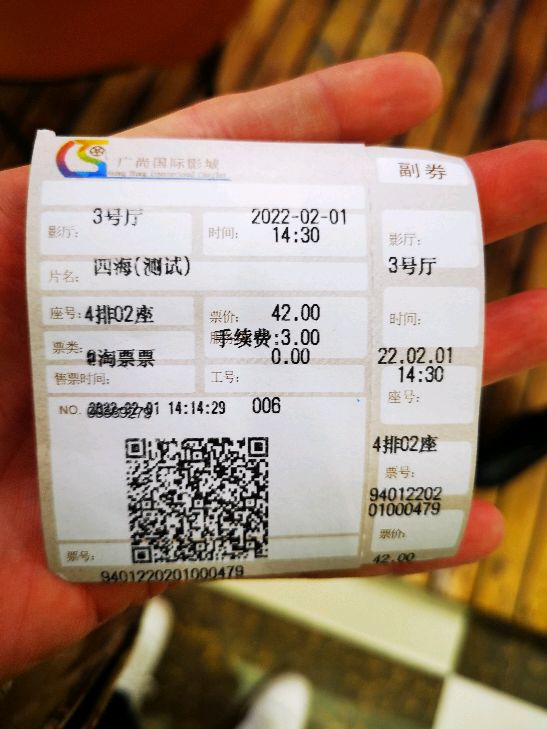 广尚国际影城
副券
影厅: 3号厅
时间: 2022-02-01
14:30
片名: 四海(测试)
座号: 4排02座
票价: 42.00
手续费:3.00
票类: 淘票票
0.00
售票时间:
工号:
NO.
2022-02-01 14:14:29
006
票号:
9401220201000479
影厅:
3号厅
时间:
22.02.01
14:30
座号:
4排02座
票号:
94012202
01000479
票价:
42.00